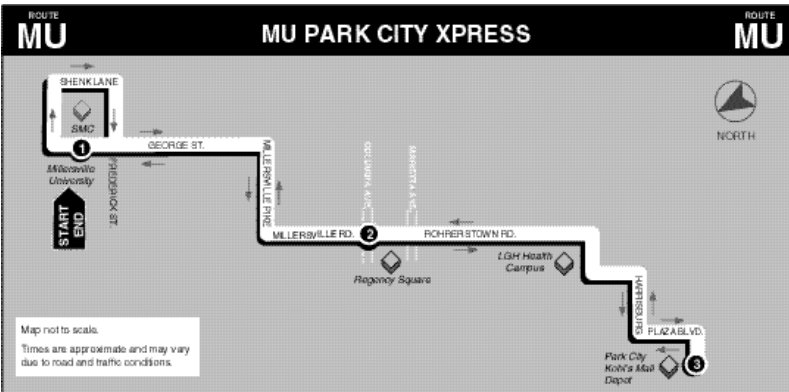 ROUTE
MU
MU PARK CITY XPRESS
ROUTE
MU
SHENK LANE
SMC
1
GEORGE ST.
Millersville
University
FREDERICK ST.
START
END
MILLERSVILLE PIKE
COLUMBIA AVE.
MARIETTA AVE.
NORTH
MILLERSVILLE RD.
2
ROHRERSTOWN RD.
Regency Square
LGH Health
Campus
HARRISBURG
PLAZA BLVD.
3
Park City
Kohl's Mall
Depot
Map not to scale.
Times are approximate and may vary
due to road and traffic conditions.